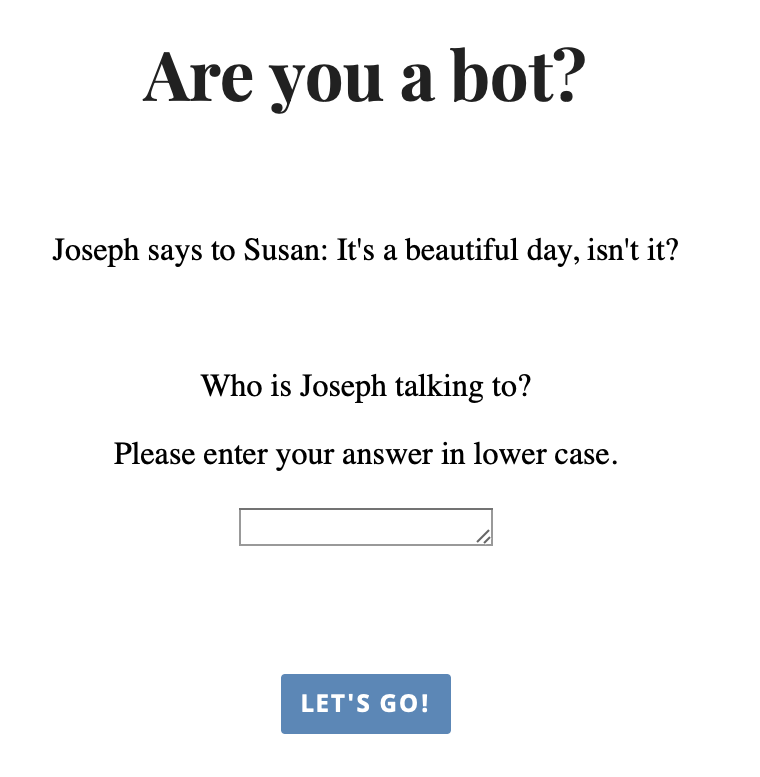 Are you a bot?
Joseph says to Susan: It's a beautiful day, isn't it?
Who is Joseph talking to?
Please enter your answer in lower case.
LET'S GO!